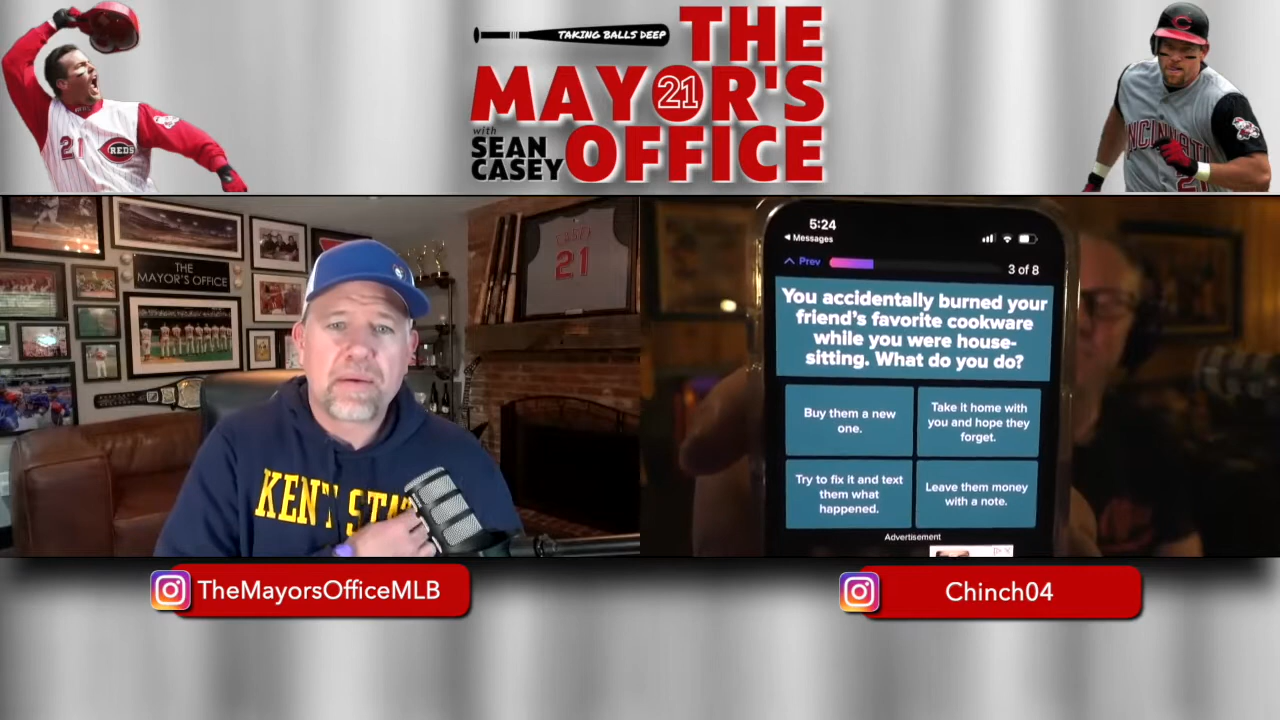 TAKING BALLS DEEP
THE
MAYOR'S
21
with
SEAN
CASEY
OFFICE
21
REDS
CINCINNATI
21
THE
MAYOR'S OFFICE
CASEY
21
KENT STATE
5:24
Messages
Prev
3 of 8
You accidentally burned your
friend's favorite cookware
while you were house-
sitting. What do you do?
Buy them a new
one.
Take it home with
you and hope they
forget.
Try to fix it and text
them what
happened.
Leave them money
with a note.
Advertisement
TheMayorsOfficeMLB
Chinch04